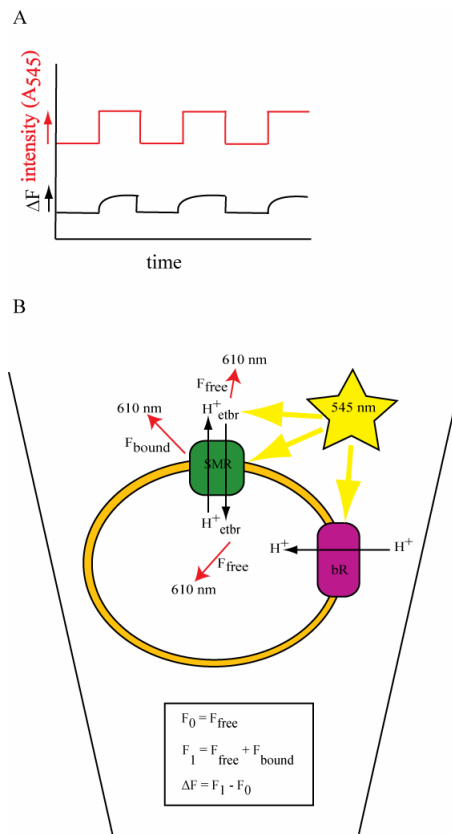 A
intensity (A545)
ΔF
time
B
610 nm
Ffree
545 nm
610 nm
H+ etbr
Fbound
SMR
H+ etbr
Ffree
H+
H+
bR
610 nm
F0 = Ffree
F1 = Ffree + Fbound
ΔF = F1 - F0